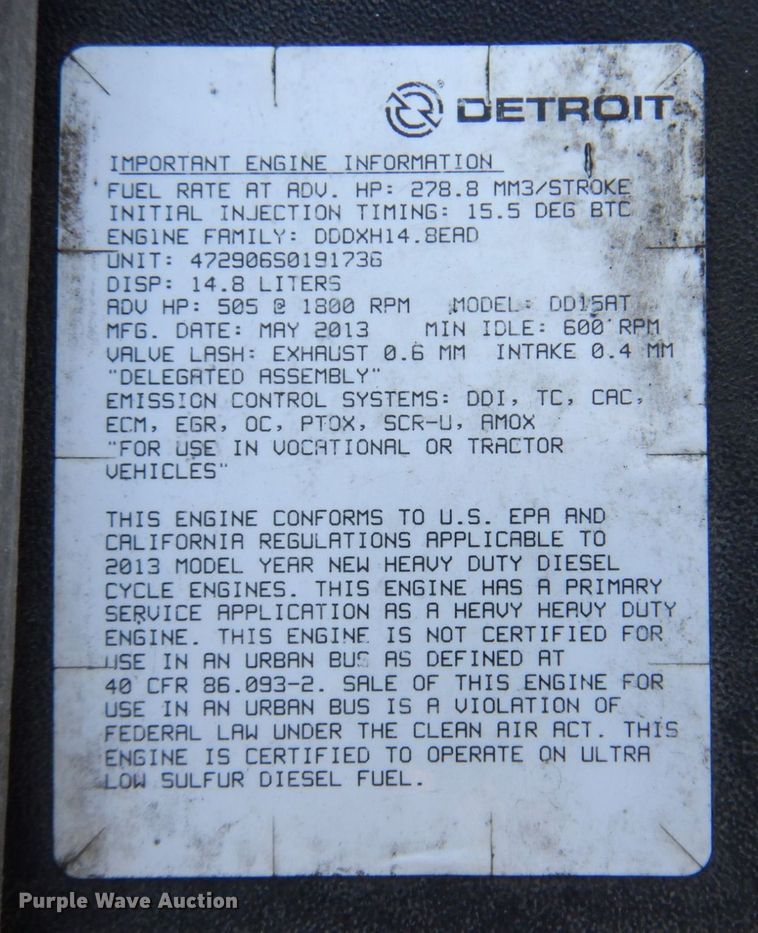 DETROIT
IMPORTANT ENGINE INFORMATION
FUEL RATE AT ADV. HP: 278.8 MM3/STROKE
INITIAL INJECTION TIMING: 15.5 DEG BTC
ENGINE FAMILY: DDDXH14.8EAD
UNIT: 472906S0191736
DISP: 14.8 LITERS
ADV HP: 505 @ 1800 RPM MODEL: DD15AT
MFG. DATE: MAY 2013 MIN IDLE: 600 RPM
VALVE LASH: EXHAUST 0.6 MM INTAKE 0.4 MM
"DELEGATED ASSEMBLY"
EMISSION CONTROL SYSTEMS: DDI, TC, CAC,
ECM, EGR, OC, PTOX, SCR-U, AMOX
"FOR USE IN VOCATIONAL OR TRACTOR
VEHICLES"
THIS ENGINE CONFORMS TO U.S. EPA AND
CALIFORNIA REGULATIONS APPLICABLE TO
2013 MODEL YEAR NEW HEAVY DUTY DIESEL
CYCLE ENGINES. THIS ENGINE HAS A PRIMARY
SERVICE APPLICATION AS A HEAVY HEAVY DUTY
ENGINE. THIS ENGINE IS NOT CERTIFIED FOR
USE IN AN URBAN BUS AS DEFINED AT
40 CFR 86.093-2. SALE OF THIS ENGINE FOR
USE IN AN URBAN BUS IS A VIOLATION OF
FEDERAL LAW UNDER THE CLEAN AIR ACT. THIS
ENGINE IS CERTIFIED TO OPERATE ON ULTRA
LOW SULFUR DIESEL FUEL.
Purple Wave Auction